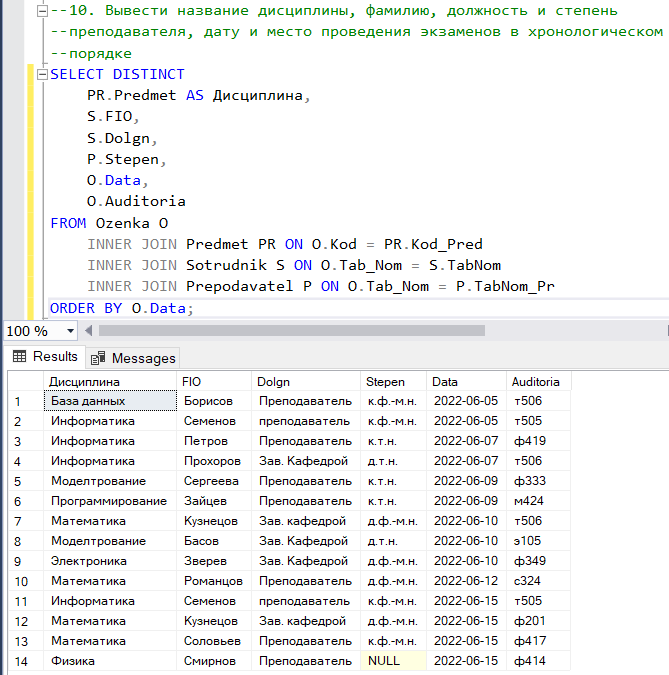 --10. Вывести название дисциплины, фамилию, должность и степень
--преподавателя, дату и место проведения экзаменов в хронологическом
--порядке
SELECT DISTINCT
PR.Predmet AS Дисциплина,
S.FIO,
S.Dolgn,
P.Stepen,
O.Data,
O.Auditoria
FROM Ozenka O
INNER JOIN Predmet PR ON O.Kod = PR.Kod_Pred
INNER JOIN Sotrudnik S ON O.Tab_Nom = S.TabNom
INNER JOIN Prepodavatel P ON O.Tab_Nom = P.TabNom_Pr
ORDER BY O.Data;
100 %
Results Messages
Дисциплина FIO Dolgn Stepen Data Auditoria
1 База данных Борисов Преподаватель к.ф.-м.н. 2022-06-05 т506
2 Информатика Семенов преподаватель к.ф.-м.н. 2022-06-05 т505
3 Информатика Петров Преподаватель к.т.н. 2022-06-07 ф419
4 Информатика Прохоров Зав. Кафедрой д.т.н. 2022-06-07 т506
5 Моделтрование Сергеева Преподаватель к.т.н. 2022-06-09 ф333
6 Программирование Зайцев Преподаватель к.т.н. 2022-06-09 м424
7 Математика Кузнецов Зав. кафедрой д.ф.-м.н. 2022-06-10 т506
8 Моделтрование Басов Зав. Кафедрой д.т.н. 2022-06-10 э105
9 Электроника Зверев Зав. Кафедрой д.ф.-м.н. 2022-06-10 ф349
10 Математика Романцов Преподаватель д.ф.-м.н. 2022-06-12 с324
11 Информатика Семенов преподаватель к.ф.-м.н. 2022-06-15 т505
12 Математика Кузнецов Зав. кафедрой д.ф.-м.н. 2022-06-15 ф201
13 Математика Соловьев Преподаватель к.ф.-м.н. 2022-06-15 ф417
14 Физика Смирнов Преподаватель NULL 2022-06-15 ф414